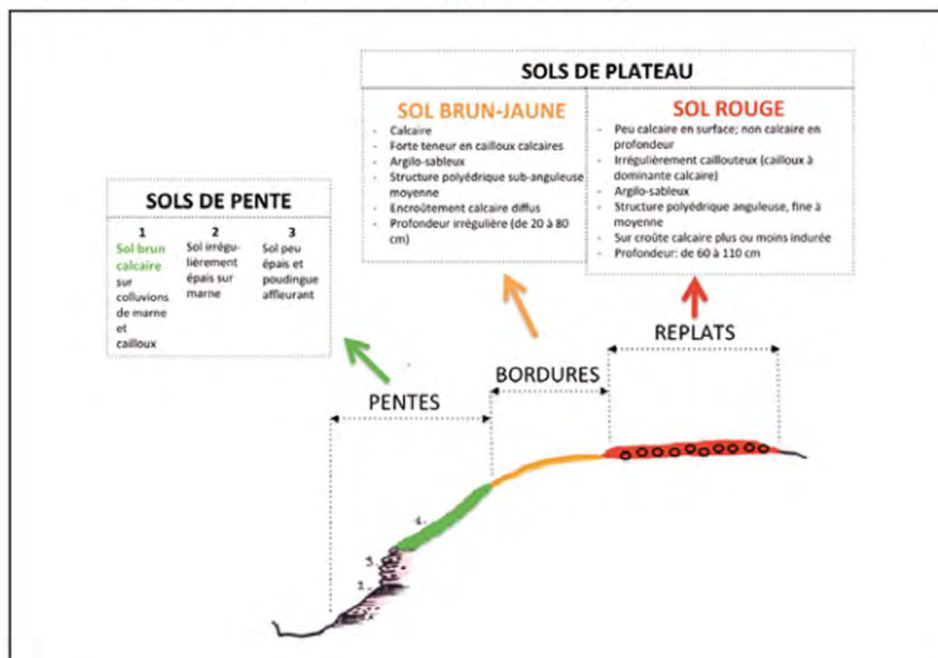 SOLS DE PLATEAU
SOL BRUN-JAUNE
- Calcaire
- Forte teneur en cailloux calcaires
- Argilo-sableux
- Structure polyédrique sub-anguleuse
moyenne
- Encroûtement calcaire diffus
- Profondeur irrégulière (de 20 à 80
cm)
SOL ROUGE
- Peu calcaire en surface; non calcaire en
profondeur
- Irrégulièrement caillouteux (cailloux à
dominante calcaire)
- Argilo-sableux
- Structure polyédrique anguleuse, fine à
moyenne
- Sur croûte calcaire plus ou moins indurée
- Profondeur: de 60 à 110 cm
SOLS DE PENTE
1
Sol brun
calcaire
sur
colluvions
de marne
et
cailloux
2
Sol irrégu-
lièrement
épais sur
marne
3
Sol peu
épais et
poudingue
affleurant
REPLATS
BORDURES
PENTES
3.
2.